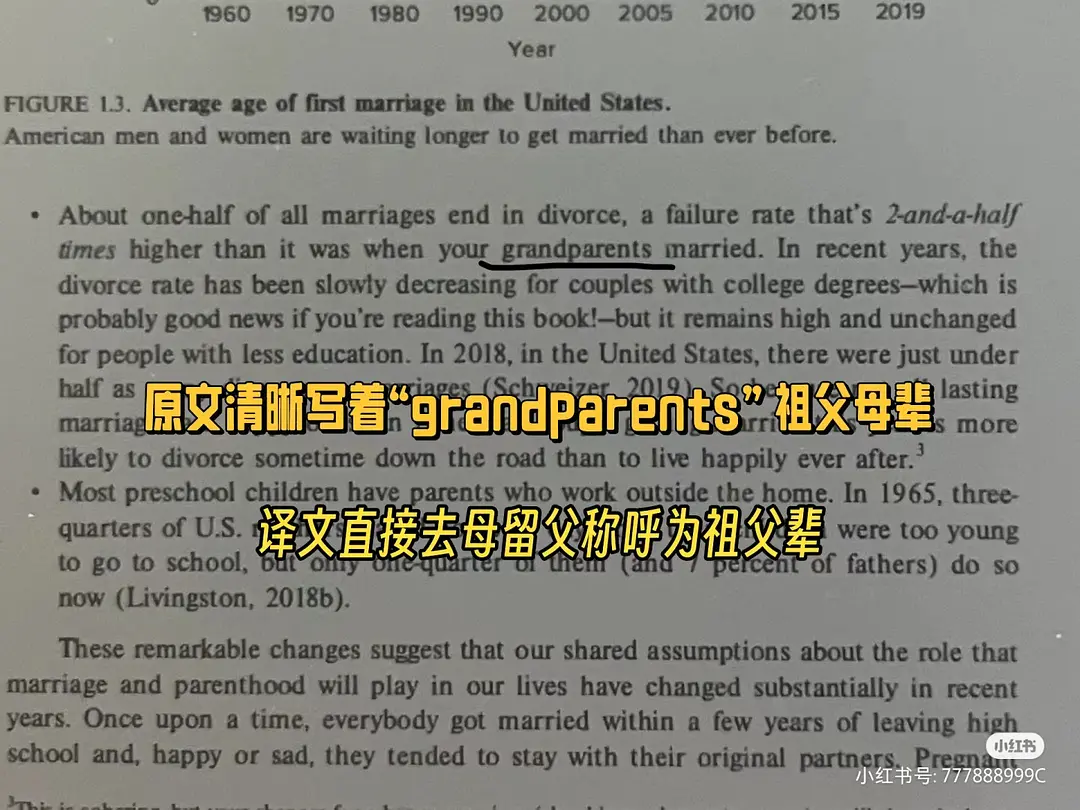 1960 1970 1980 1990 2000 2005 2010 2015 2019
Year
FIGURE 1.3. Average age of first marriage in the United States.
American men and women are waiting longer to get married than ever before.
• About one-half of all marriages end in divorce, a failure rate that's 2-and-a-half
times higher than it was when your grandparents married. In recent years, the
divorce rate has been slowly decreasing for couples with college degrees—which is
probably good news if you're reading this book!—but it remains high and unchanged
for people with less education. In 2018, in the United States, there were just under
half as riages (Schweizer, 2019). lasting
原文清晰写着“grandparents”祖父母辈
more
likely to divorce sometime down the road than to live happily ever after.3
• Most preschool children have parents who work outside the home. In 1965, three-
quarters of U.S. were too young
译文直接去母留父称呼为祖父辈
to go to school, but only one-quarter of them (and 7 percent of fathers) do so
now (Livingston, 2018b).
These remarkable changes suggest that our shared assumptions about the role that
marriage and parenthood will play in our lives have changed substantially in recent
years. Once upon a time, everybody got married within a few years of leaving high
school and, happy or sad, they tended to stay with their original partners. Pregnant
小红书
小红书号: 777888999C